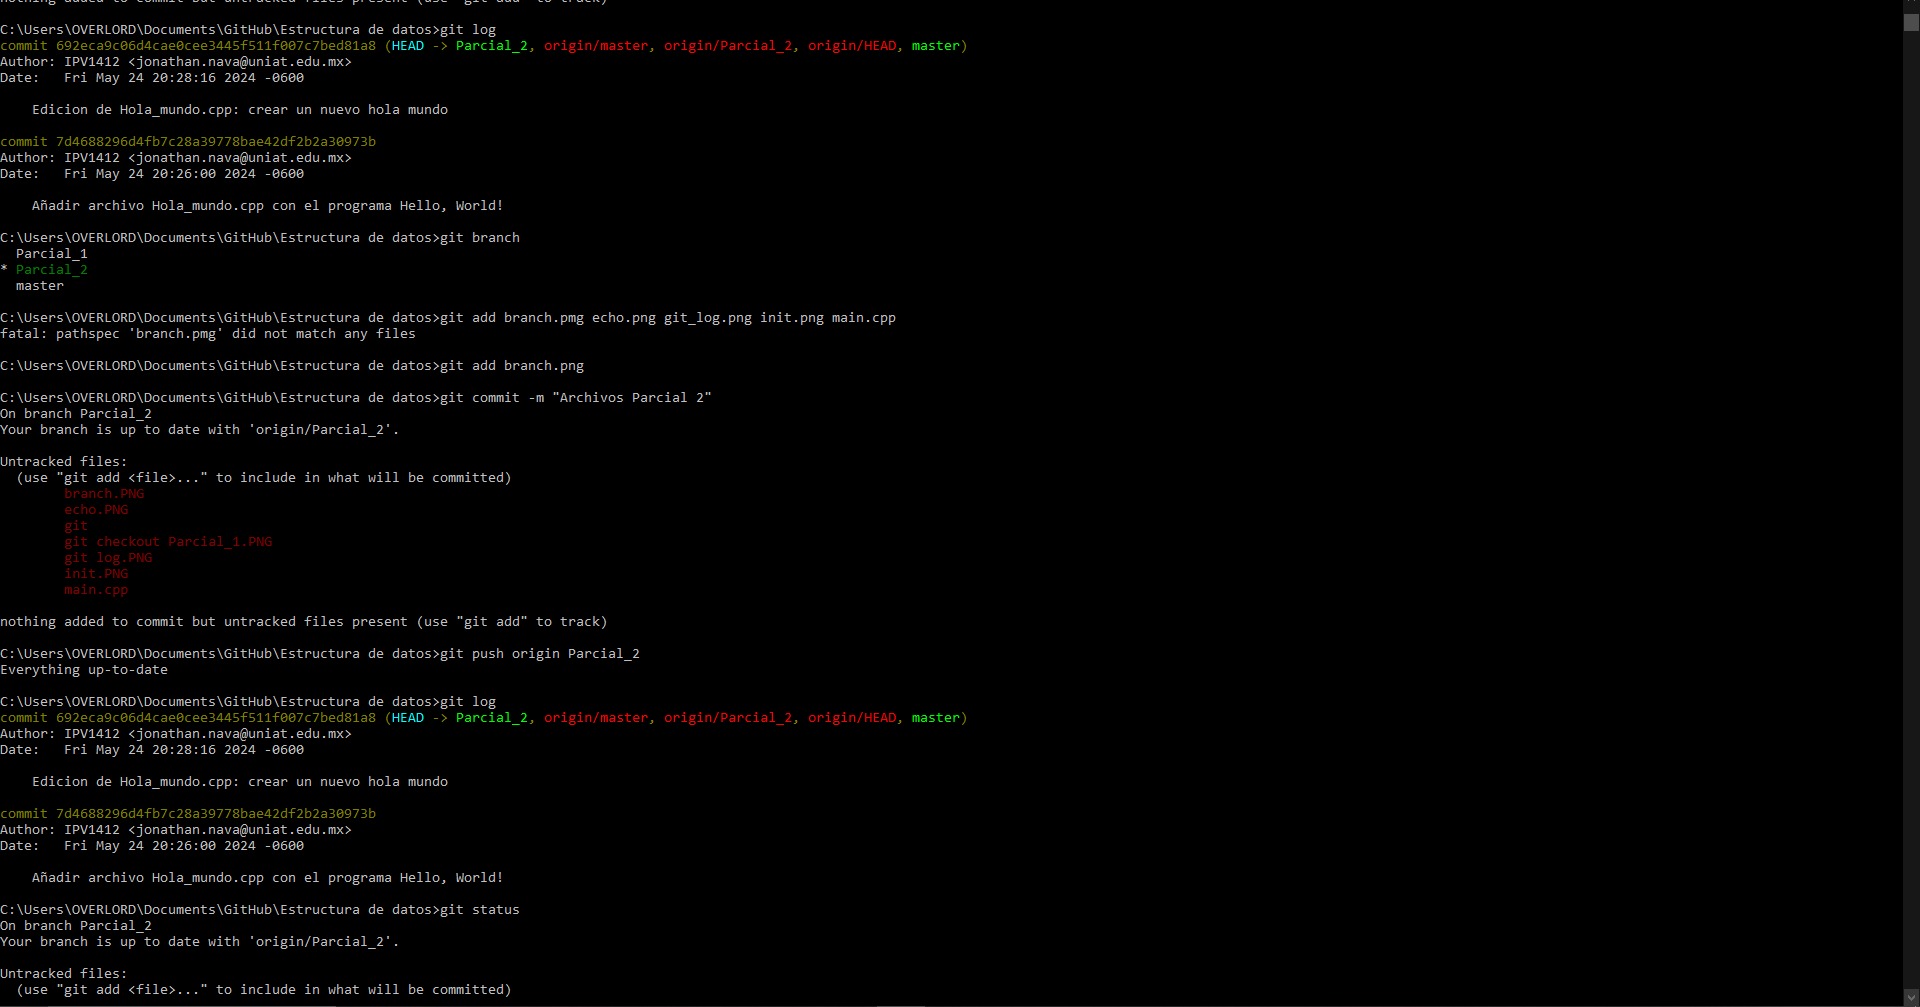 nothing added to commit but untracked files present (use "git add" to track)
C:\Users\OVERLORD\Documents\GitHub\Estructura de datos>git log
commit 692eca9c06d4cae0cee3445f511f007c7bed81a8 (HEAD -> Parcial_2, origin/master, origin/Parcial_2, origin/HEAD, master)
Author: IPV1412 <jonathan.nava@uniat.edu.mx>
Date:   Fri May 24 20:28:16 2024 -0600
    Edicion de Hola_mundo.cpp: crear un nuevo hola mundo
commit 7d4688296d4fb7c28a39778bae42df2b2a30973b
Author: IPV1412 <jonathan.nava@uniat.edu.mx>
Date:   Fri May 24 20:26:00 2024 -0600
    Añadir archivo Hola_mundo.cpp con el programa Hello, World!
C:\Users\OVERLORD\Documents\GitHub\Estructura de datos>git branch
  Parcial_1
* Parcial_2
  master
C:\Users\OVERLORD\Documents\GitHub\Estructura de datos>git add branch.pmg echo.png git_log.png init.png main.cpp
fatal: pathspec 'branch.pmg' did not match any files
C:\Users\OVERLORD\Documents\GitHub\Estructura de datos>git add branch.png
C:\Users\OVERLORD\Documents\GitHub\Estructura de datos>git commit -m "Archivos Parcial 2"
On branch Parcial_2
Your branch is up to date with 'origin/Parcial_2'.
Untracked files:
  (use "git add <file>..." to include in what will be committed)
        branch.PNG
        echo.PNG
        git
        git checkout Parcial_1.PNG
        git log.PNG
        init.PNG
        main.cpp
nothing added to commit but untracked files present (use "git add" to track)
C:\Users\OVERLORD\Documents\GitHub\Estructura de datos>git push origin Parcial_2
Everything up-to-date
C:\Users\OVERLORD\Documents\GitHub\Estructura de datos>git log
commit 692eca9c06d4cae0cee3445f511f007c7bed81a8 (HEAD -> Parcial_2, origin/master, origin/Parcial_2, origin/HEAD, master)
Author: IPV1412 <jonathan.nava@uniat.edu.mx>
Date:   Fri May 24 20:28:16 2024 -0600
    Edicion de Hola_mundo.cpp: crear un nuevo hola mundo
commit 7d4688296d4fb7c28a39778bae42df2b2a30973b
Author: IPV1412 <jonathan.nava@uniat.edu.mx>
Date:   Fri May 24 20:26:00 2024 -0600
    Añadir archivo Hola_mundo.cpp con el programa Hello, World!
C:\Users\OVERLORD\Documents\GitHub\Estructura de datos>git status
On branch Parcial_2
Your branch is up to date with 'origin/Parcial_2'.
Untracked files:
  (use "git add <file>..." to include in what will be committed)